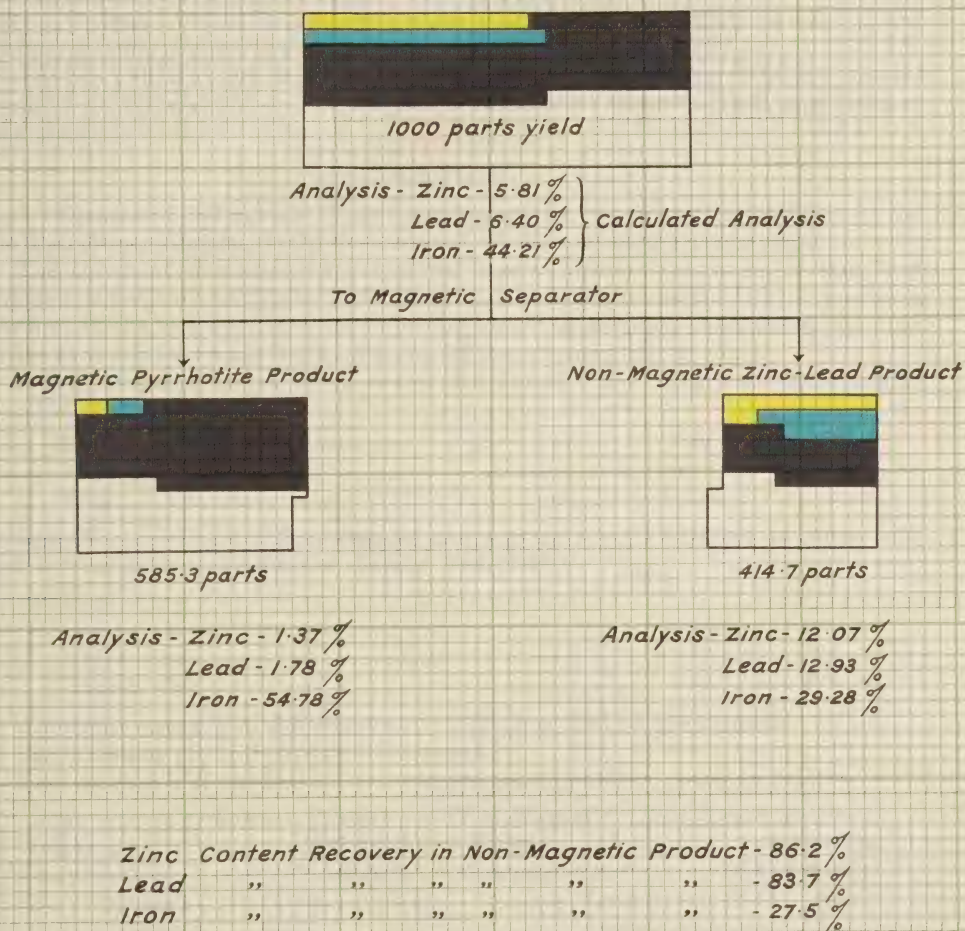 1000 parts yield
Analysis - Zinc - 5·81 %
Lead - 6·40 %
Iron - 44·21 %
Calculated Analysis
To Magnetic Separator
Magnetic Pyrrhotite Product
585·3 parts
Analysis - Zinc - 1·37 %
Lead - 1·78 %
Iron - 54·78 %
Non-Magnetic Zinc-Lead Product
414·7 parts
Analysis - Zinc - 12·07 %
Lead - 12·93 %
Iron - 29·28 %
Zinc Content Recovery in Non-Magnetic Product - 86·2 %
Lead " " " " " " - 83·7 %
Iron " " " " " " - 27·5 %